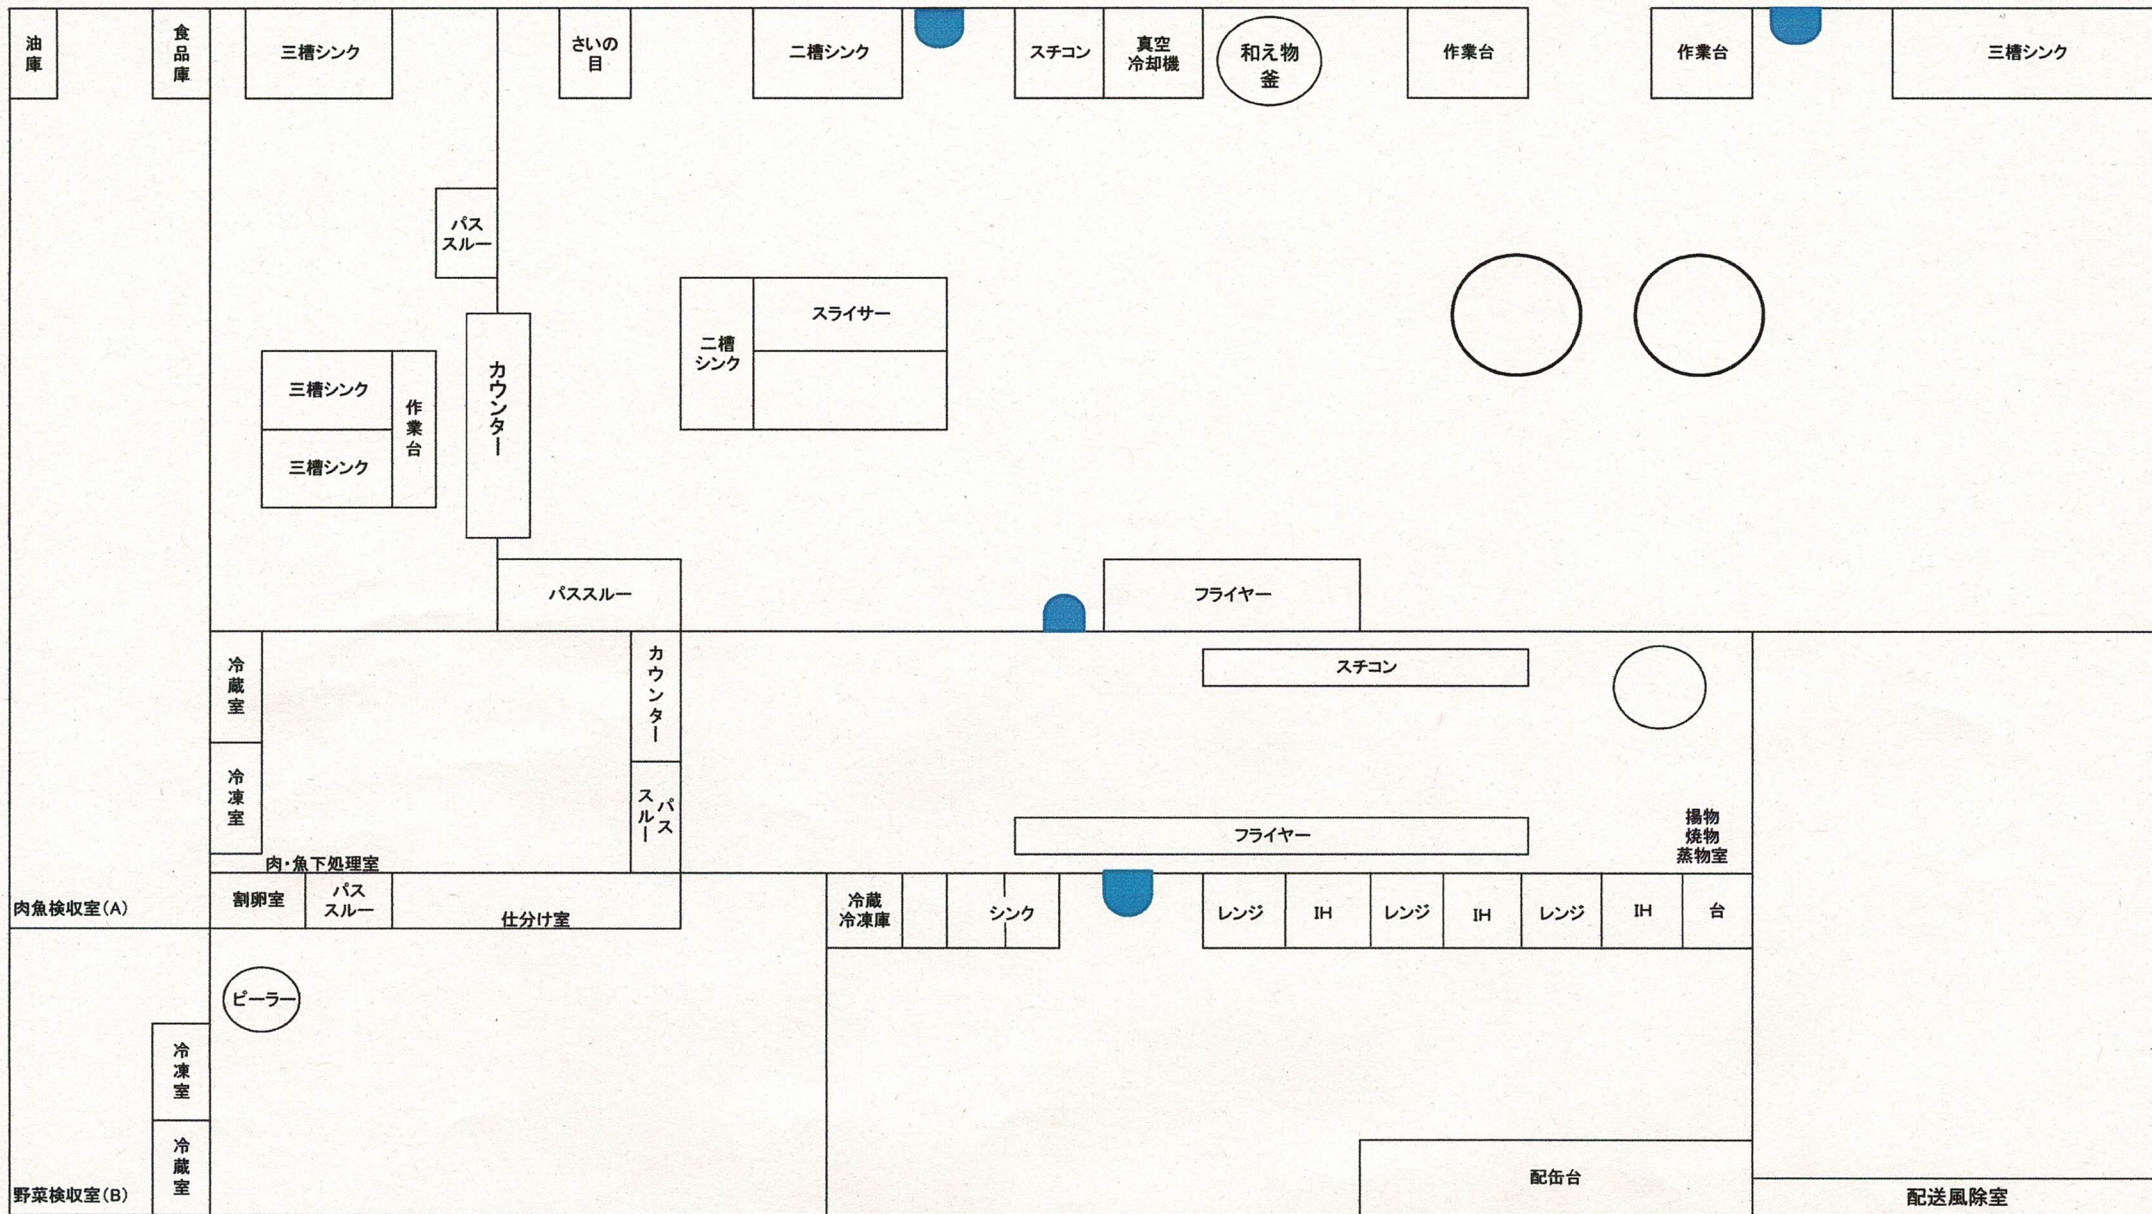 油
庫
食
品
庫
三槽シンク
さいの
目
二槽シンク
スチコン
真空
冷却機
和え物
釜
作業台
作業台
三槽シンク
パス
スルー
カウンター
二槽
シンク
スライサー
三槽シンク
三槽シンク
作
業
台
パススルー
フライヤー
冷
蔵
室
冷
凍
室
カウンター
パス
スルー
スチコン
フライヤー
揚物
焼物
蒸物室
肉・魚下処理室
肉魚検収室(A)
割卵室
パス
スルー
仕分け室
冷蔵
冷凍庫
シンク
レンジ
IH
レンジ
IH
レンジ
IH
台
ピーラー
冷
凍
室
冷
蔵
室
野菜検収室(B)
配缶台
配送風除室